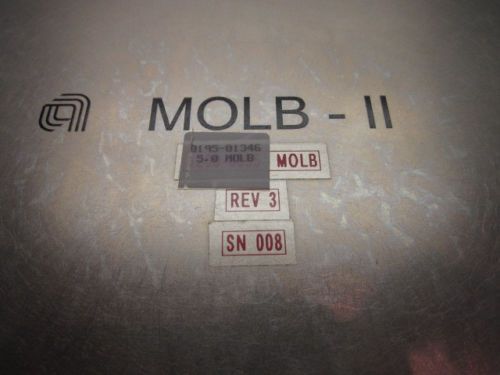 MOLB - II
0195-01346
5.0 MOLB
MOLB
REV 3
SN 008